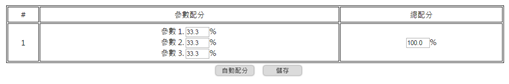 # 參數配分 總配分
1 參數 1. 33.3 % 100.0 %
參數 2. 33.3 %
參數 3. 33.3 %
自動配分 儲存